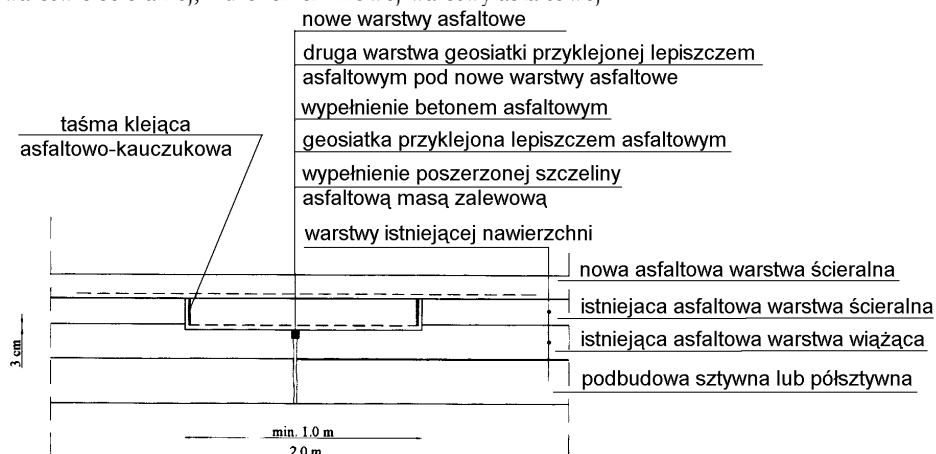 nowe warstwy asfaltowe
druga warstwa geosiatki przyklejonej lepiszczem
asfaltowym pod nowe warstwy asfaltowe
wypełnienie betonem asfaltowym
taśma klejąca
asfaltowo-kauczukowa
geosiatka przyklejona lepiszczem asfaltowym
wypełnienie poszerzonej szczeliny
asfaltową masą zalewową
warstwy istniejącej nawierzchni
nowa asfaltowa warstwa ścieralna
istniejaca asfaltowa warstwa ścieralna
istniejąca asfaltowa warstwa wiążąca
3 cm
podbudowa sztywna lub półsztywna
min. 1.0 m
2.0 m